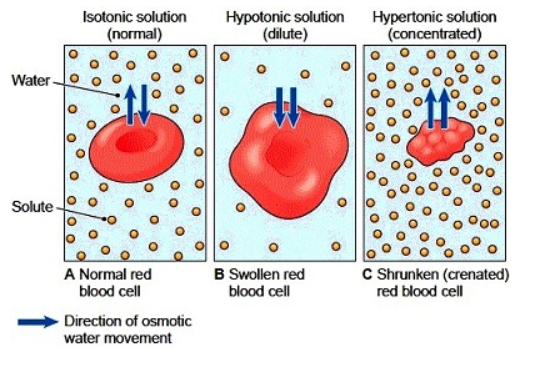 Isotonic solution
(normal)
Hypotonic solution
(dilute)
Hypertonic solution
(concentrated)
Water
Solute
A Normal red
blood cell
B Swollen red
blood cell
C Shrunken (crenated)
red blood cell
Direction of osmotic
water movement